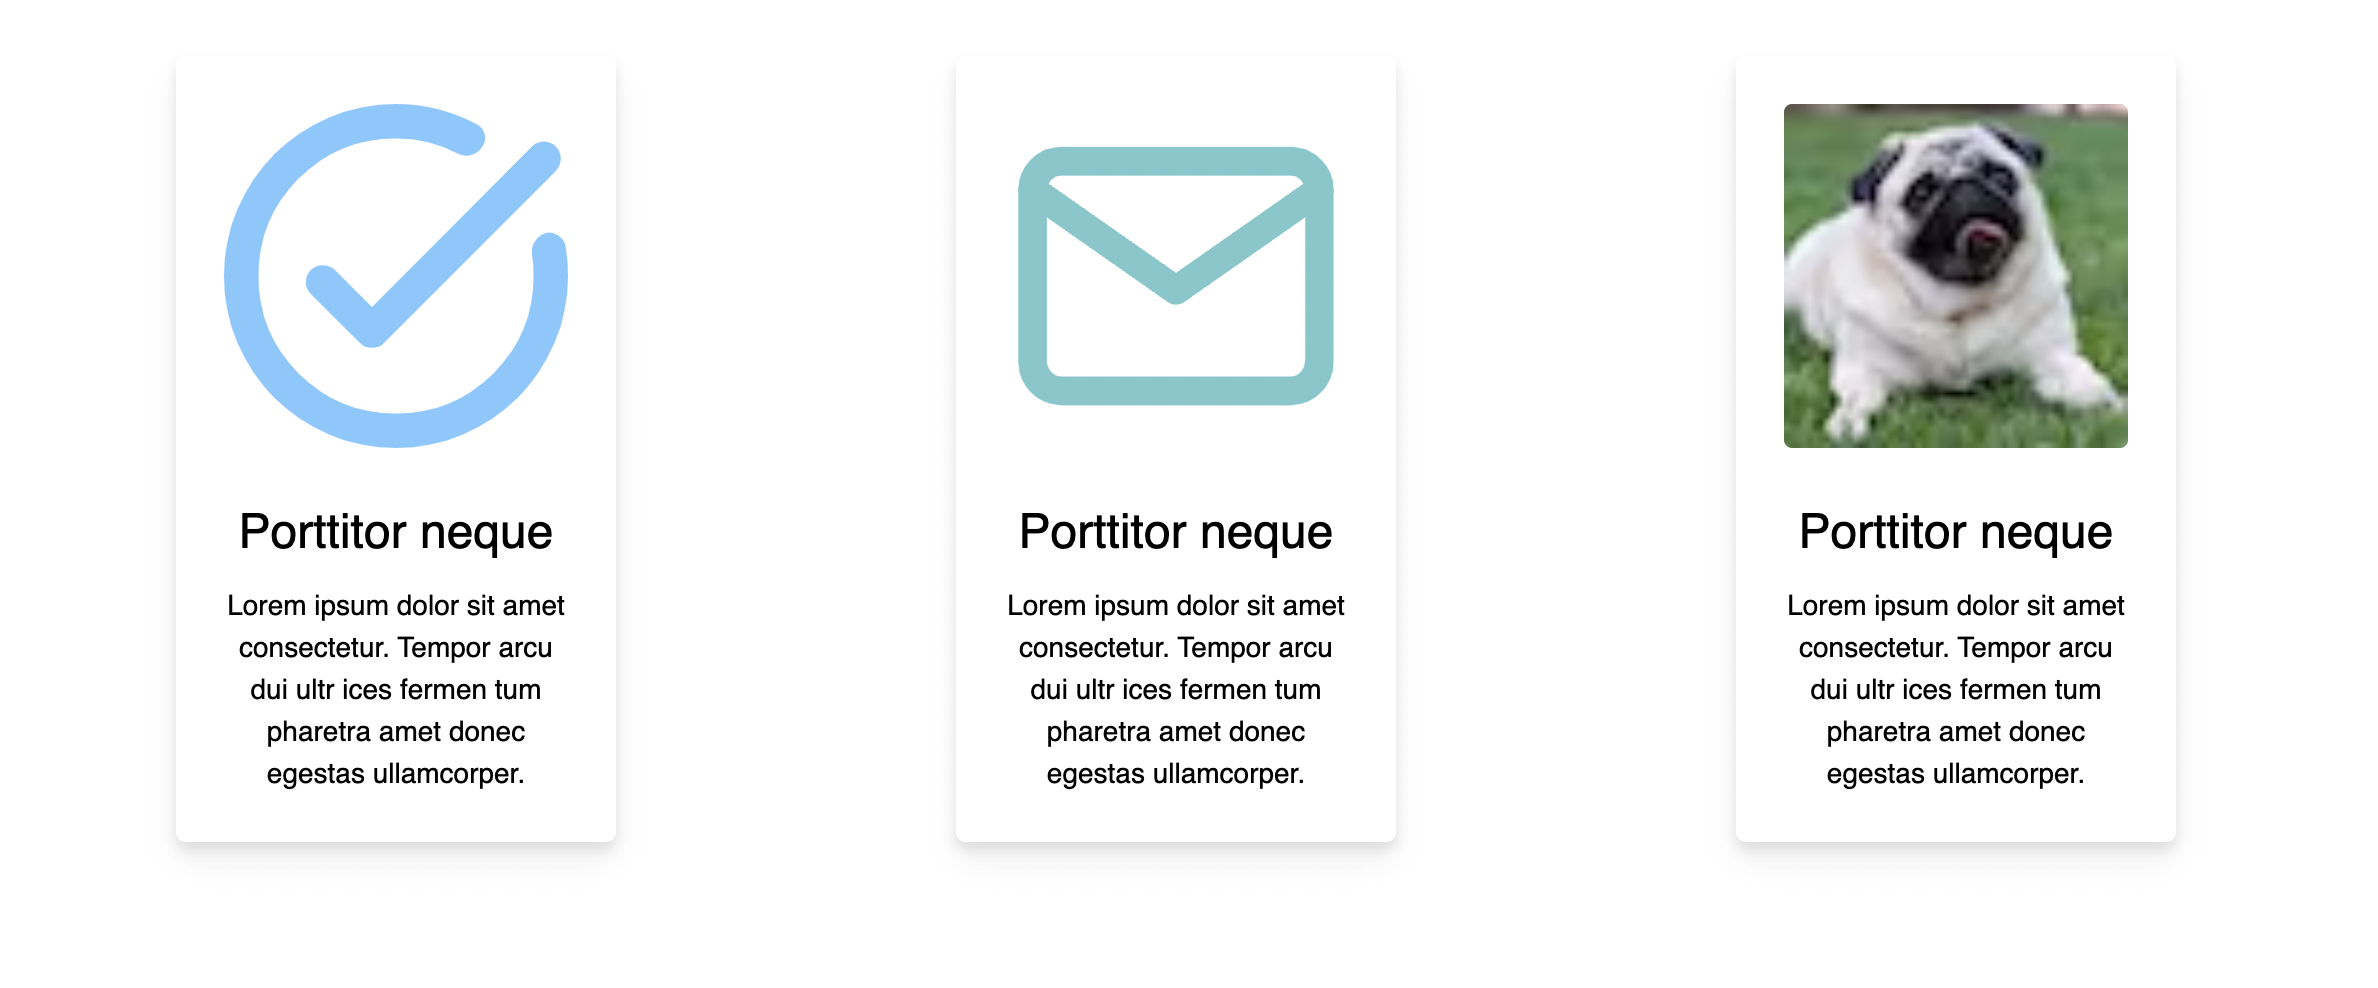 Porttitor neque
Lorem ipsum dolor sit amet
consectetur. Tempor arcu
dui ultr ices fermen tum
pharetra amet donec
egestas ullamcorper.
Porttitor neque
Lorem ipsum dolor sit amet
consectetur. Tempor arcu
dui ultr ices fermen tum
pharetra amet donec
egestas ullamcorper.
Porttitor neque
Lorem ipsum dolor sit amet
consectetur. Tempor arcu
dui ultr ices fermen tum
pharetra amet donec
egestas ullamcorper.